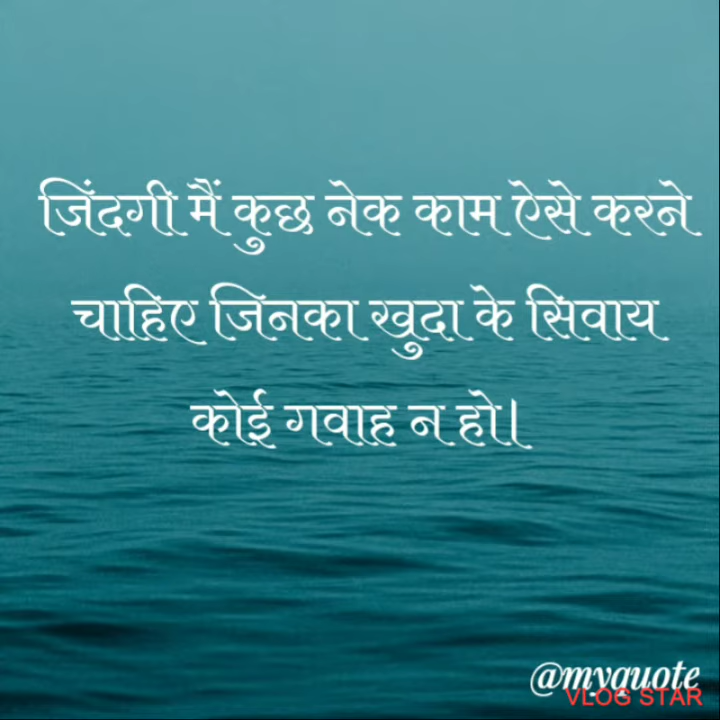 जिंदगी मैं कुछ नेक काम ऐसे करने
चाहिए जिनका खुदा के सिवाय
कोई गवाह न हो।
@myquote
VLOG STAR